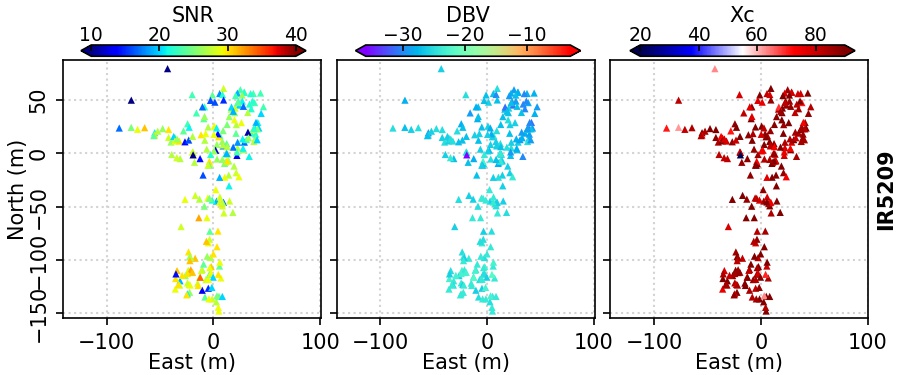 SNR DBV Xc
10 20 30 40 −30 −20 −10 20 40 60 80
North (m)
50
0
−50
−100
−150
−100 0 100 −100 0 100 −100 0 100
East (m) East (m) East (m)
IR5209